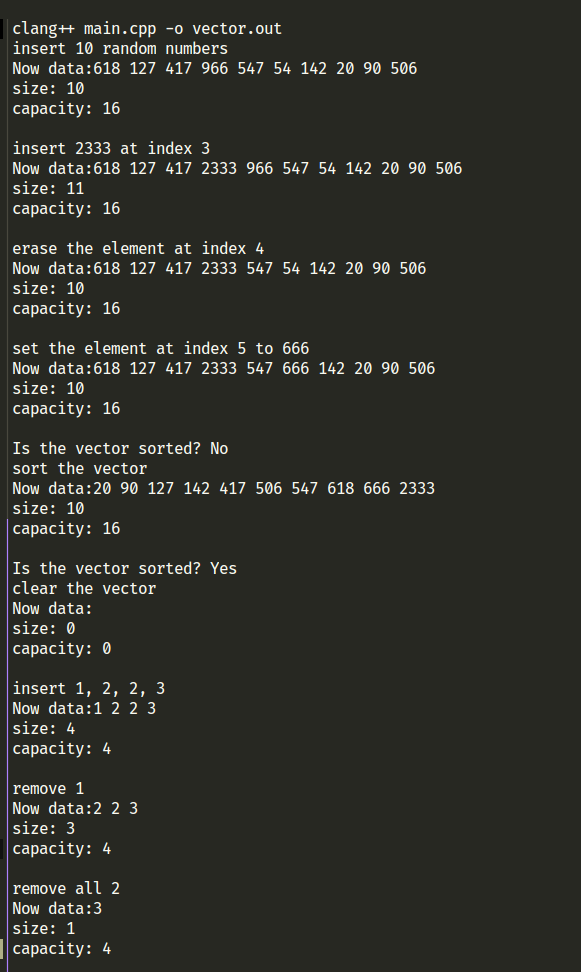 clang++ main.cpp -o vector.out
insert 10 random numbers
Now data:618 127 417 966 547 54 142 20 90 506
size: 10
capacity: 16
insert 2333 at index 3
Now data:618 127 417 2333 966 547 54 142 20 90 506
size: 11
capacity: 16
erase the element at index 4
Now data:618 127 417 2333 547 54 142 20 90 506
size: 10
capacity: 16
set the element at index 5 to 666
Now data:618 127 417 2333 547 666 142 20 90 506
size: 10
capacity: 16
Is the vector sorted? No
sort the vector
Now data:20 90 127 142 417 506 547 618 666 2333
size: 10
capacity: 16
Is the vector sorted? Yes
clear the vector
Now data:
size: 0
capacity: 0
insert 1, 2, 2, 3
Now data:1 2 2 3
size: 4
capacity: 4
remove 1
Now data:2 2 3
size: 3
capacity: 4
remove all 2
Now data:3
size: 1
capacity: 4